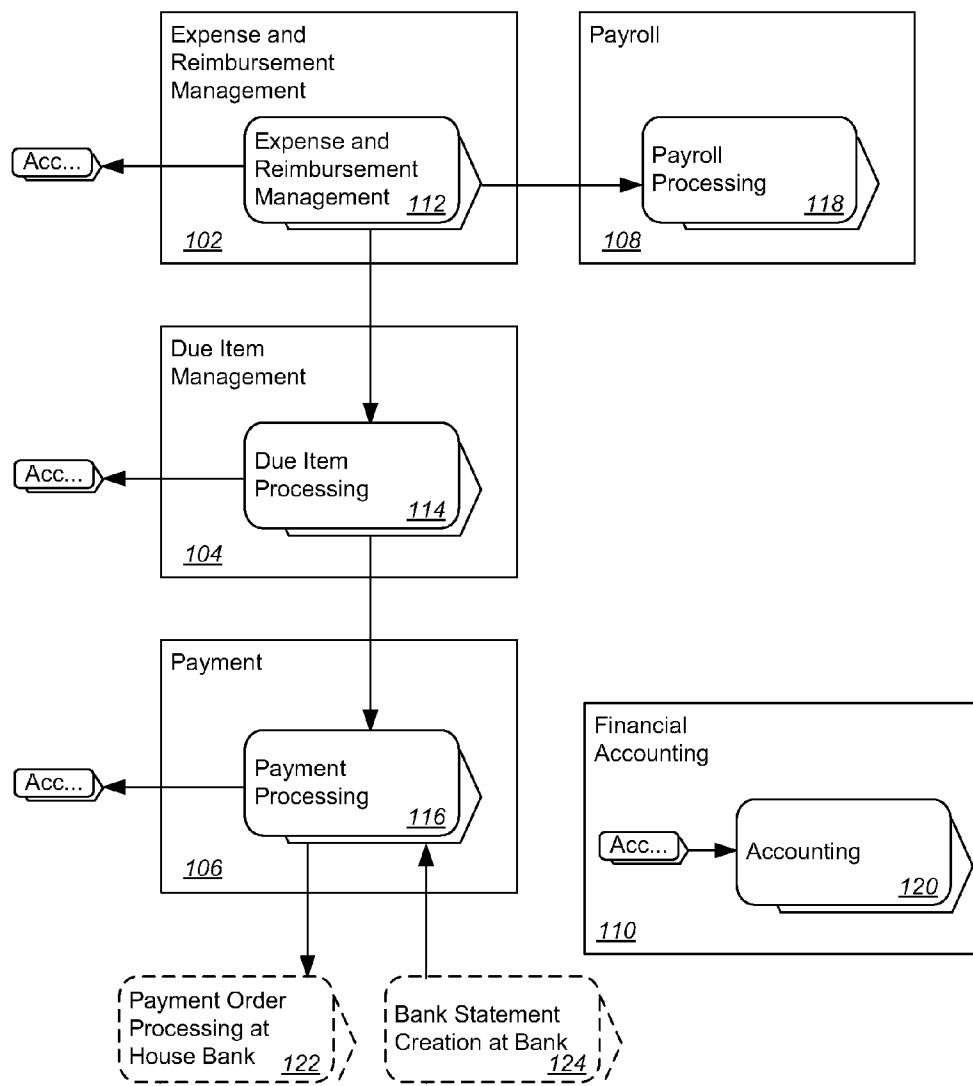 Expense and
Reimbursement
Management
Expense and
Reimbursement
Management
112
102
Acc...
Payroll
Payroll
Processing
118
108
Due Item
Management
Due Item
Processing
114
104
Acc...
Payment
Payment
Processing
116
106
Acc...
Financial
Accounting
Acc...
Accounting
120
110
Payment Order
Processing at
House Bank
122
Bank Statement
Creation at Bank
124